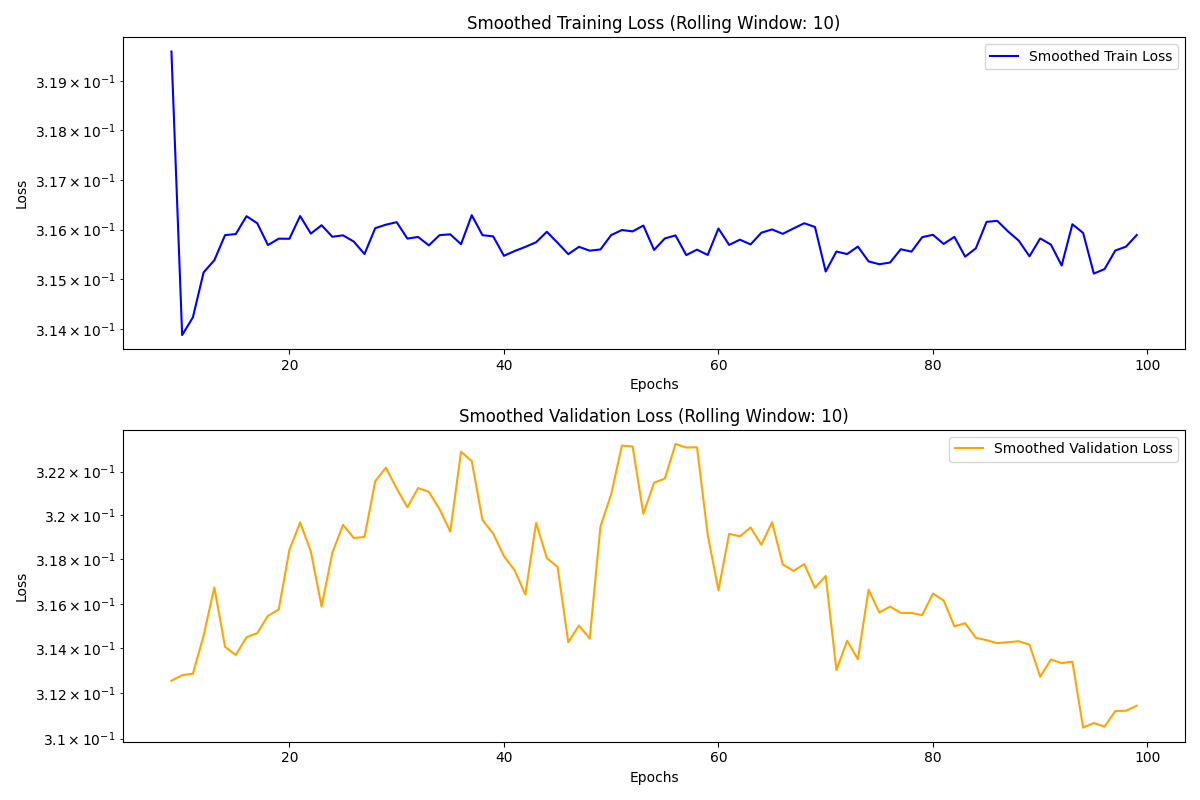 Smoothed Training Loss (Rolling Window: 10)
Smoothed Train Loss
3.19 × 10⁻¹
3.18 × 10⁻¹
3.17 × 10⁻¹
3.16 × 10⁻¹
3.15 × 10⁻¹
3.14 × 10⁻¹
Loss
20 40 60 80 100
Epochs
Smoothed Validation Loss (Rolling Window: 10)
Smoothed Validation Loss
3.22 × 10⁻¹
3.2 × 10⁻¹
3.18 × 10⁻¹
3.16 × 10⁻¹
3.14 × 10⁻¹
3.12 × 10⁻¹
3.1 × 10⁻¹
Loss
20 40 60 80 100
Epochs